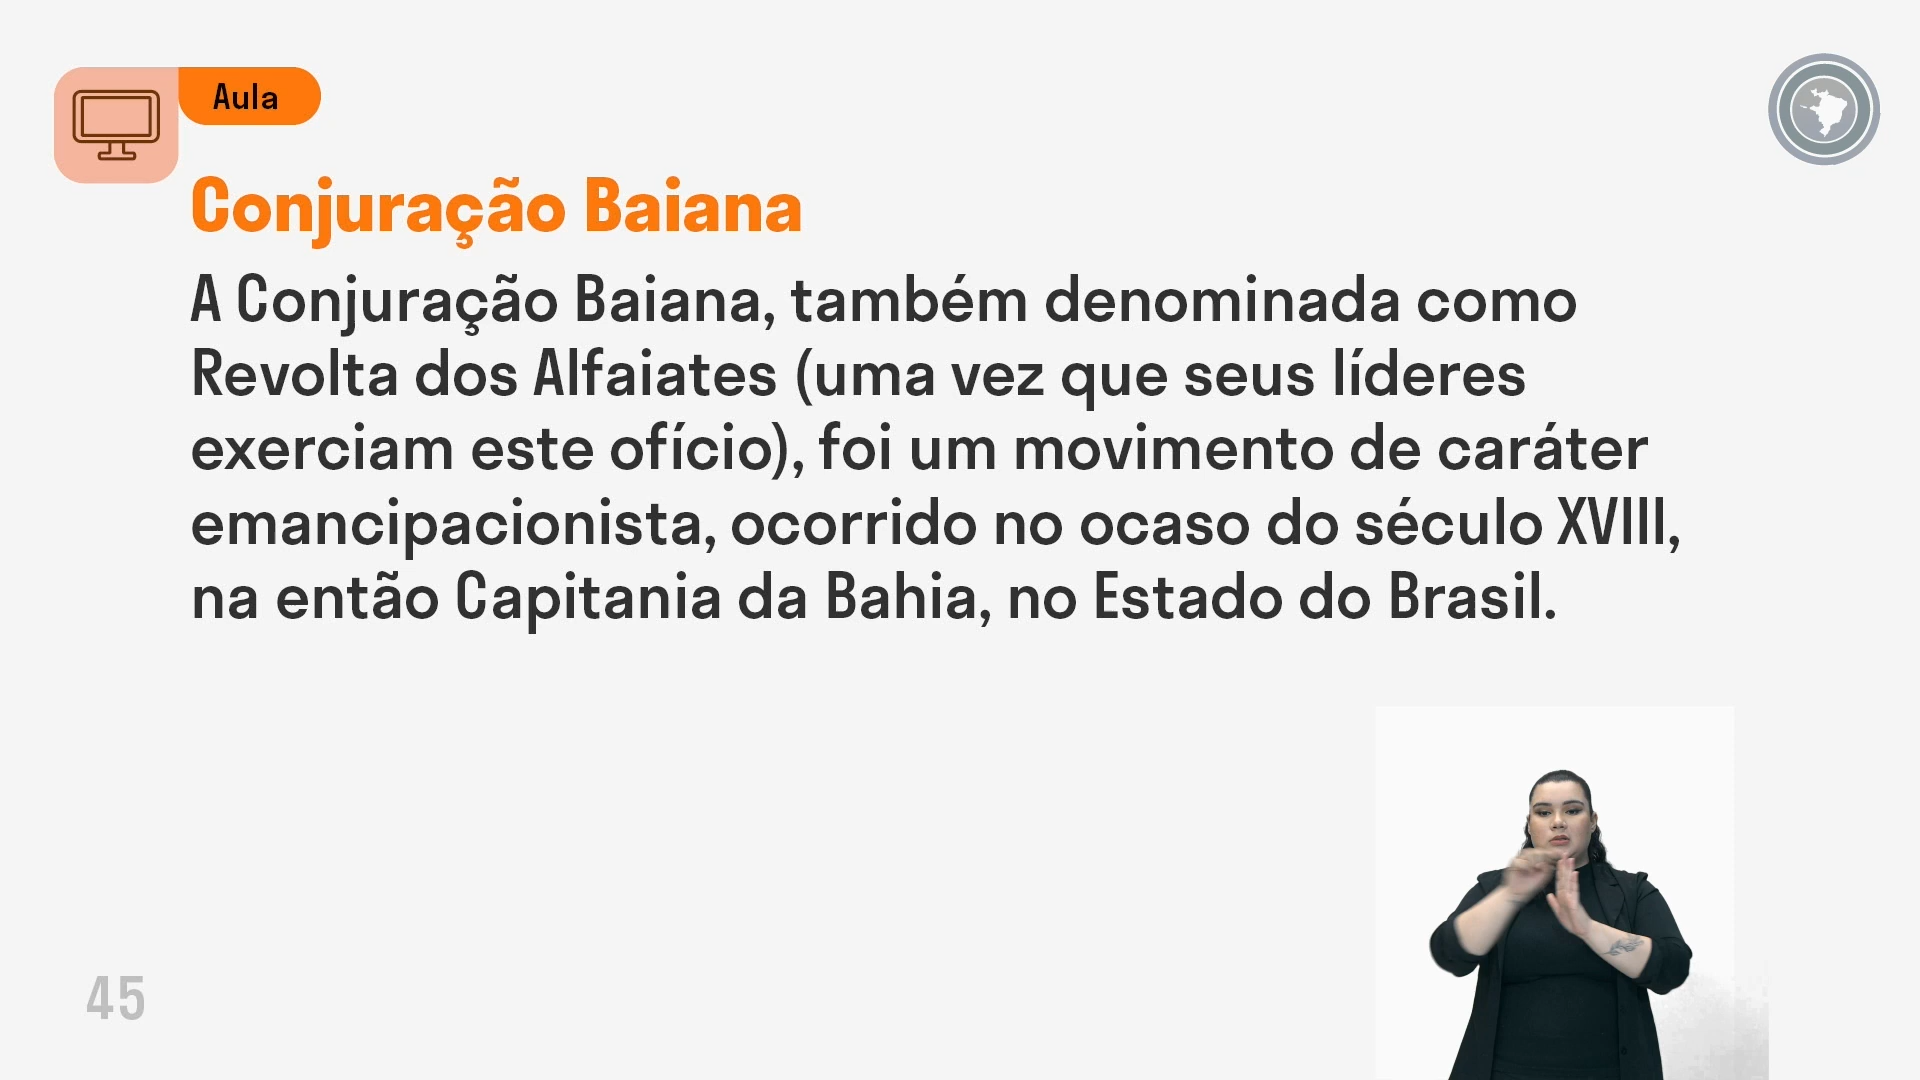 Aula
Conjuração Baiana
A Conjuração Baiana, também denominada como
Revolta dos Alfaiates (uma vez que seus líderes
exerciam este ofício), foi um movimento de caráter
emancipacionista, ocorrido no ocaso do século XVIII,
na então Capitania da Bahia, no Estado do Brasil.
45